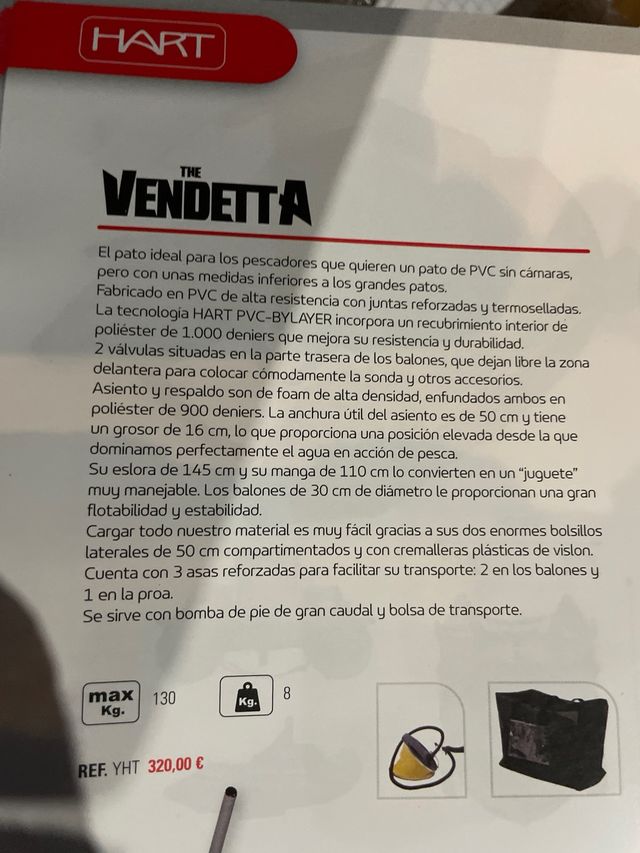 HART
THE
VENDETTA
El pato ideal para los pescadores que quieren un pato de PVC sin cámaras,
pero con unas medidas inferiores a los grandes patos.
Fabricado en PVC de alta resistencia con juntas reforzadas y termoselladas.
La tecnología HART PVC-BYLAYER incorpora un recubrimiento interior de
poliéster de 1.000 deniers que mejora su resistencia y durabilidad.
2 válvulas situadas en la parte trasera de los balones, que dejan libre la zona
delantera para colocar cómodamente la sonda y otros accesorios.
Asiento y respaldo son de foam de alta densidad, enfundados ambos en
poliéster de 900 deniers. La anchura útil del asiento es de 50 cm y tiene
un grosor de 16 cm, lo que proporciona una posición elevada desde la que
dominamos perfectamente el agua en acción de pesca.
Su eslora de 145 cm y su manga de 110 cm lo convierten en un “juguete”
muy manejable. Los balones de 30 cm de diámetro le proporcionan una gran
flotabilidad y estabilidad.
Cargar todo nuestro material es muy fácil gracias a sus dos enormes bolsillos
laterales de 50 cm compartimentados y con cremalleras plásticas de vislon.
Cuenta con 3 asas reforzadas para facilitar su transporte: 2 en los balones y
1 en la proa.
Se sirve con bomba de pie de gran caudal y bolsa de transporte.
max Kg. 130
Kg. 8
REF. YHT 320,00 €